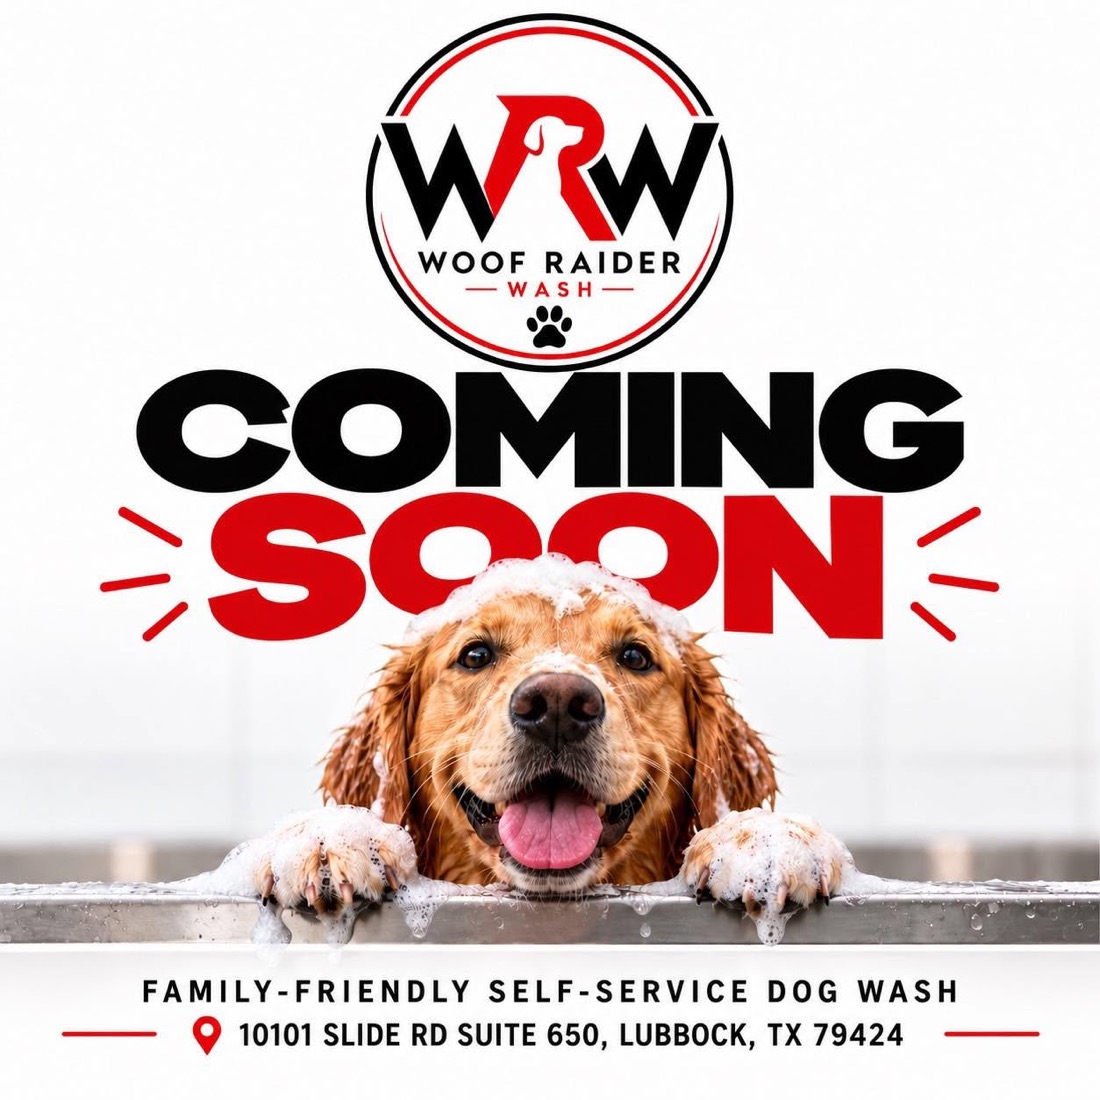 WRW
WOOF RAIDER
WASH
COMING
SOON
FAMILY-FRIENDLY SELF-SERVICE DOG WASH
10101 SLIDE RD SUITE 650, LUBBOCK, TX 79424